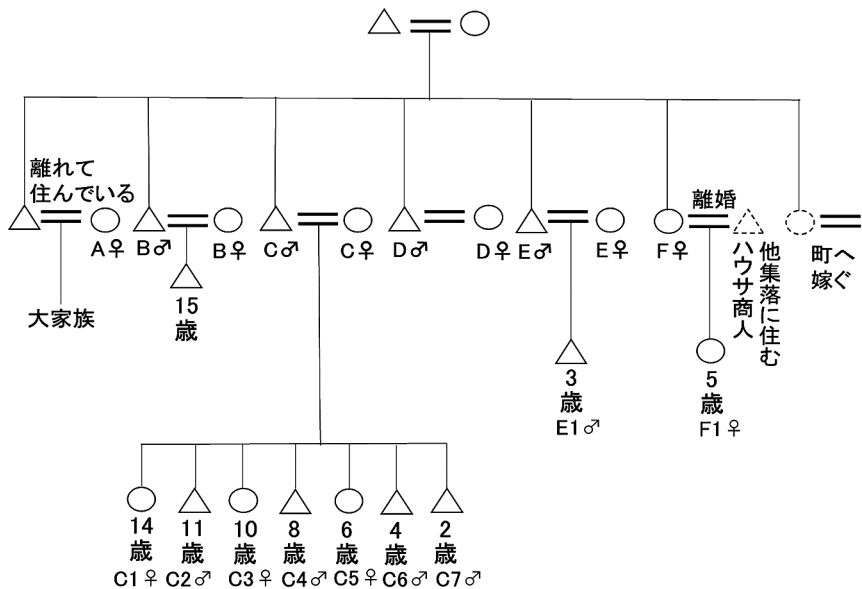 離れて
住んでいる
離婚
A♀
B♂
B♀
C♂
C♀
D♂
D♀
E♂
E♀
F♀
ハウサ商人
他集落に住む
町へ
嫁ぐ
大家族
15
歳
3
歳
E1♂
5
歳
F1♀
14
歳
C1♀
11
歳
C2♂
10
歳
C3♀
8
歳
C4♂
6
歳
C5♀
4
歳
C6♂
2
歳
C7♂